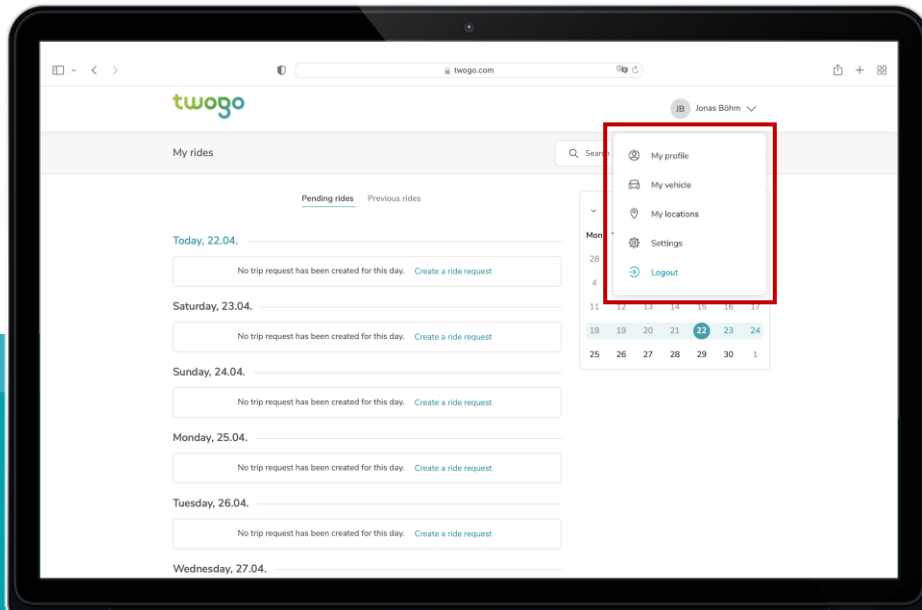 twogo.com
twogo
JB Jonas Böhm
My rides
Sear
My profile
My vehicle
My locations
Settings
Logout
Pending rides Previous rides
Today, 22.04.
No trip request has been created for this day. Create a ride request
Saturday, 23.04.
No trip request has been created for this day. Create a ride request
Sunday, 24.04.
No trip request has been created for this day. Create a ride request
Monday, 25.04.
No trip request has been created for this day. Create a ride request
Tuesday, 26.04.
No trip request has been created for this day. Create a ride request
Wednesday, 27.04.
Mon
28
4
11 12 13 14 15 16 17
18 19 20 21 22 23 24
25 26 27 28 29 30 1